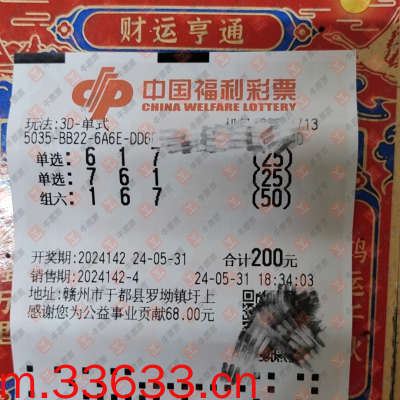 财运亨通
中国福利彩票
CHINA WELFARE LOTTERY
玩法:3D-单式
5035-BB22-6A6E-DD6
单选: 6 1 7 (25)
单选: 7 6 1 (25)
组六: 1 6 7 (50)
开奖期:2024142 24-05-31 合计200元
销售期:2024142-4 24-05-31 18:34:03
地址:赣州市于都县罗坳镇圩上
感谢您为公益事业贡献68.00元
m.33633.cn